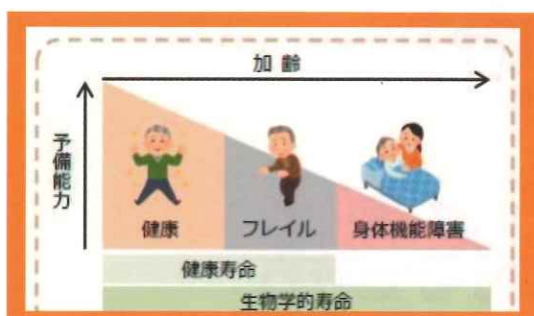 加齢
予備能力
健康
フレイル
身体機能障害
健康寿命
生物学的寿命